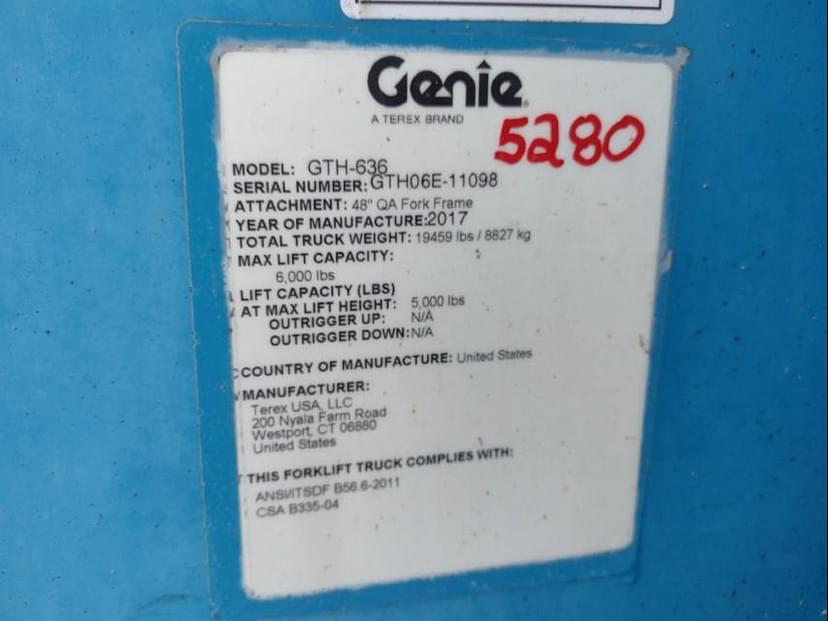 Genie
A TEREX BRAND
5280
MODEL: GTH-636
SERIAL NUMBER: GTH06E-11098
ATTACHMENT: 48" QA Fork Frame
YEAR OF MANUFACTURE: 2017
TOTAL TRUCK WEIGHT: 19459 lbs / 8827 kg
MAX LIFT CAPACITY:
6,000 lbs
LIFT CAPACITY (LBS)
AT MAX LIFT HEIGHT: 5,000 lbs
OUTRIGGER UP: N/A
OUTRIGGER DOWN: N/A
COUNTRY OF MANUFACTURE: United States
MANUFACTURER:
Terex USA, LLC
200 Nyala Farm Road
Westport, CT 06880
United States
THIS FORKLIFT TRUCK COMPLIES WITH:
ANSI/ITSDF B56.6-2011
CSA B335-04